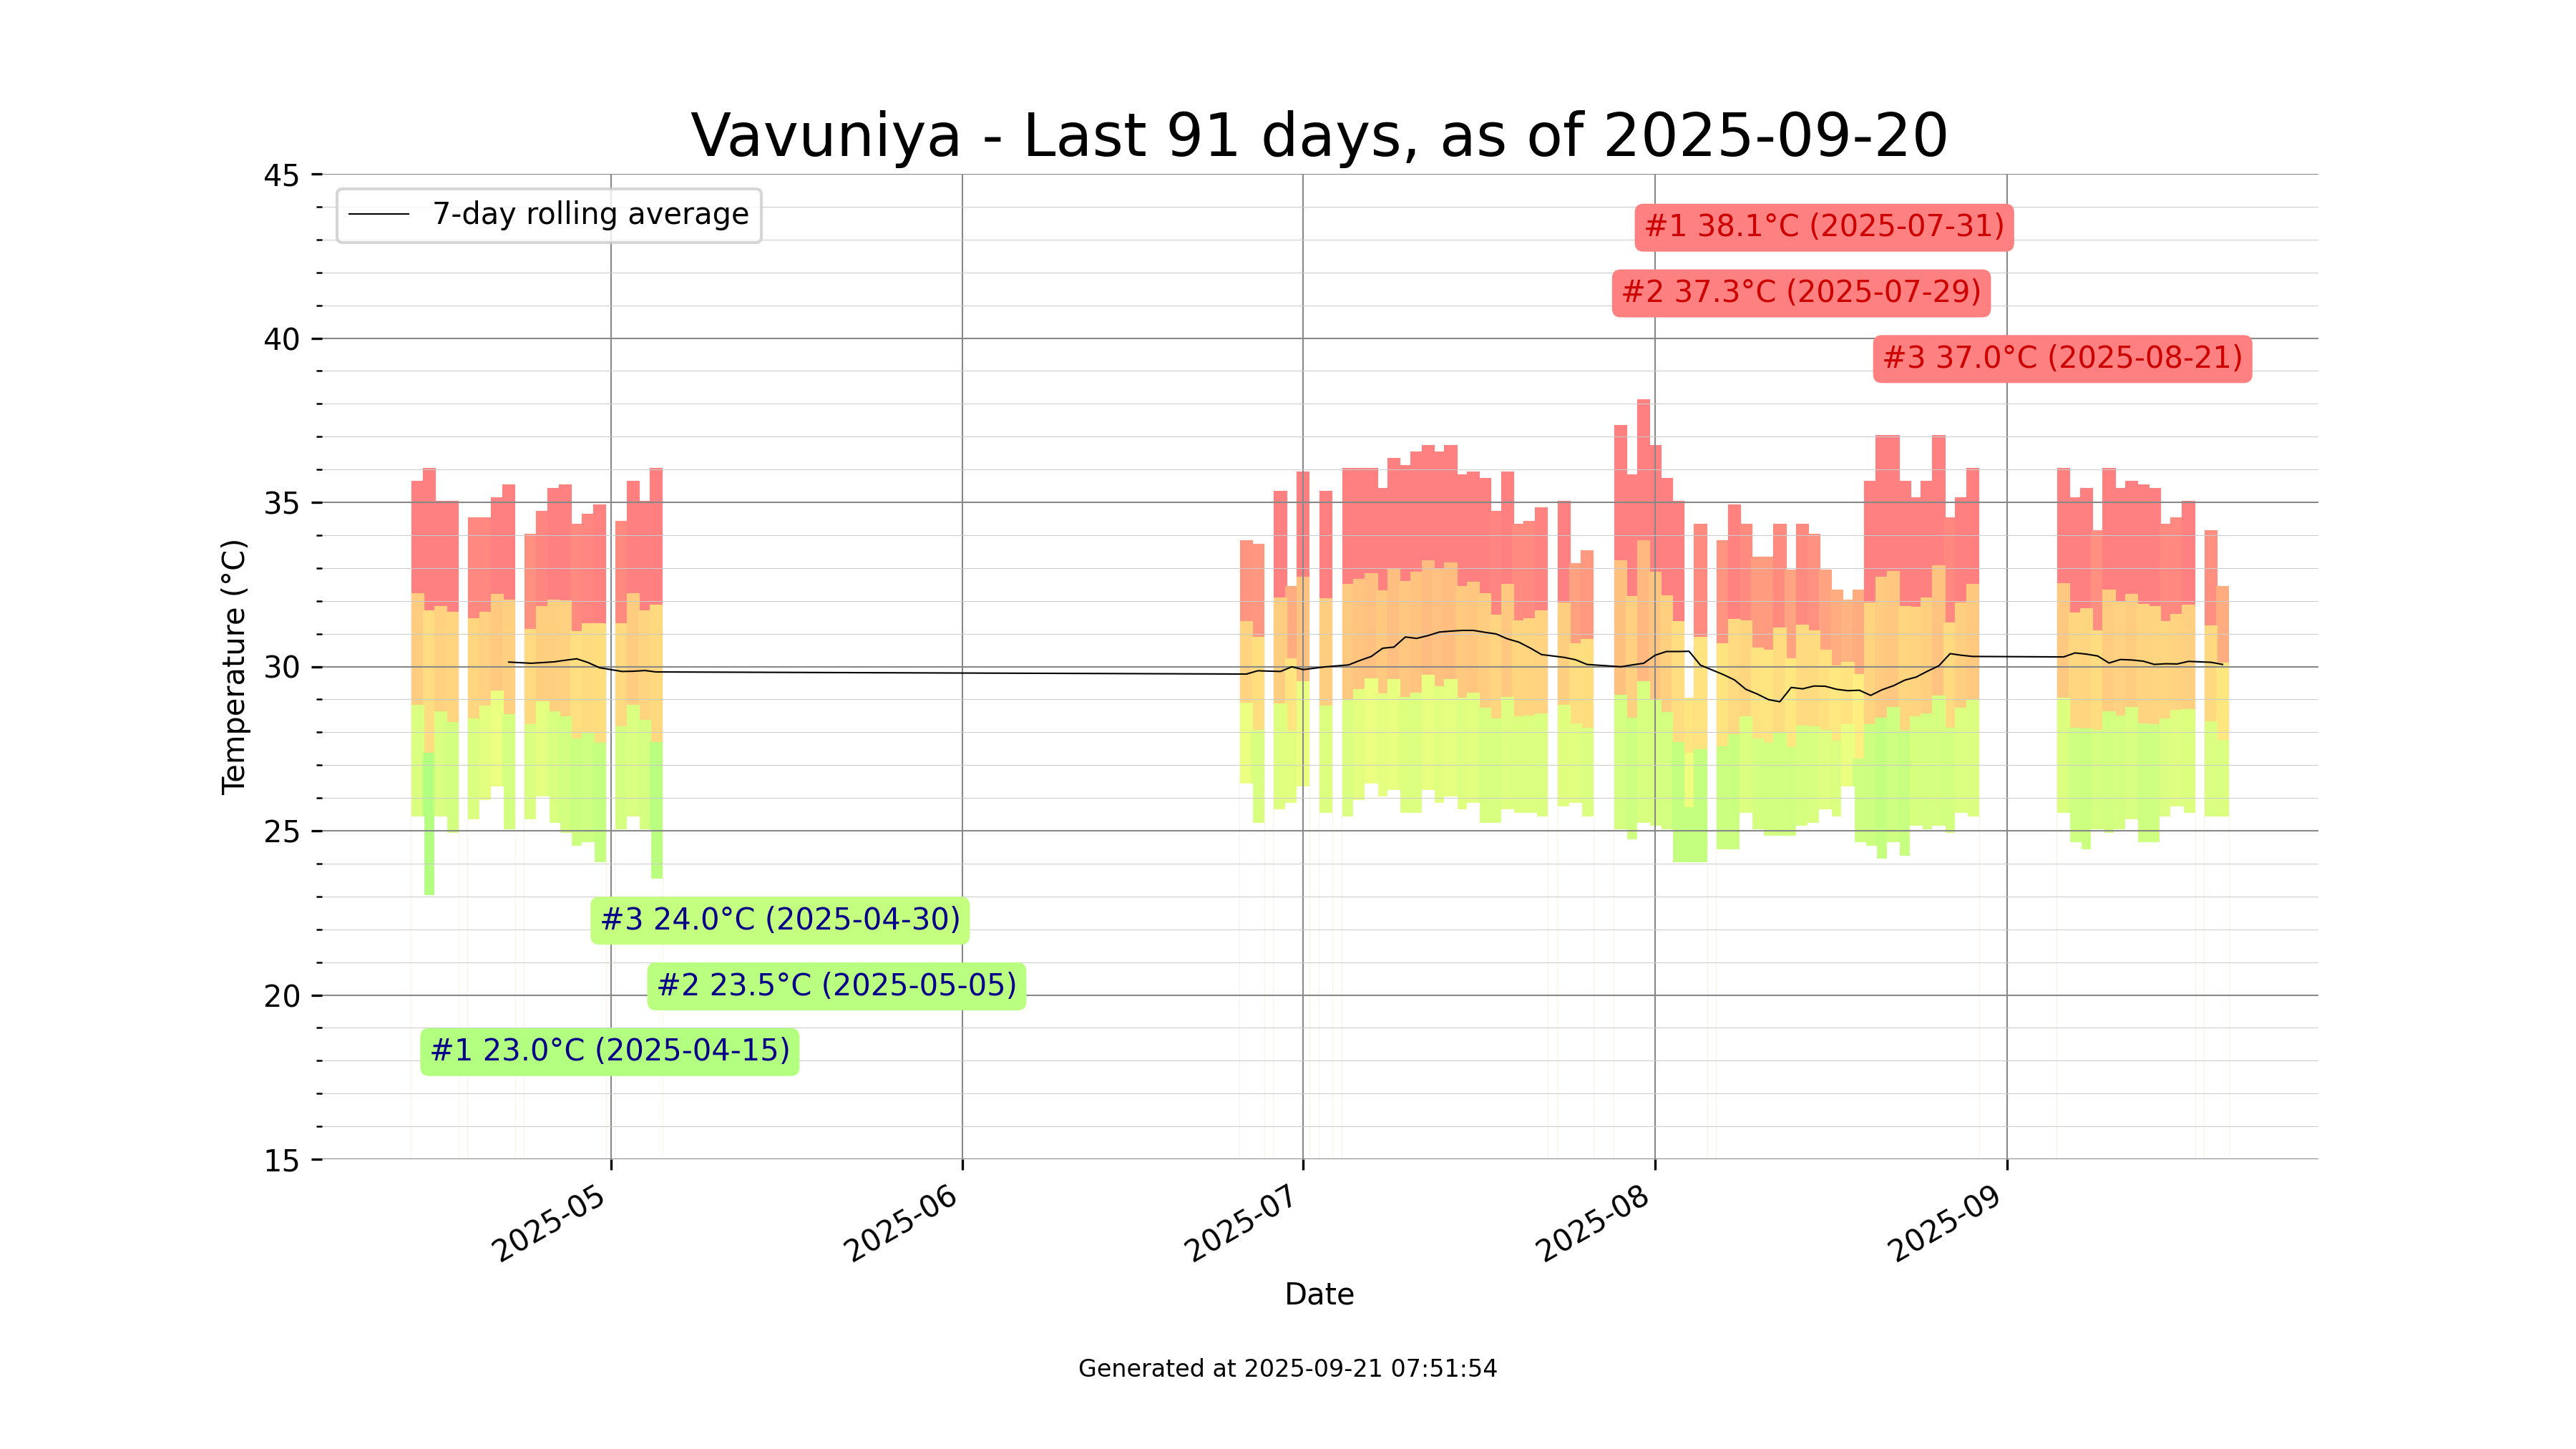 Vavuniya - Last 91 days, as of 2025-09-20
45
7-day rolling average
#1 38.1°C (2025-07-31)
#2 37.3°C (2025-07-29)
40
#3 37.0°C (2025-08-21)
35
Temperature (°C)
30
25
#3 24.0°C (2025-04-30)
#2 23.5°C (2025-05-05)
20
#1 23.0°C (2025-04-15)
15
2025-05
2025-06
2025-07
2025-08
2025-09
Date
Generated at 2025-09-21 07:51:54